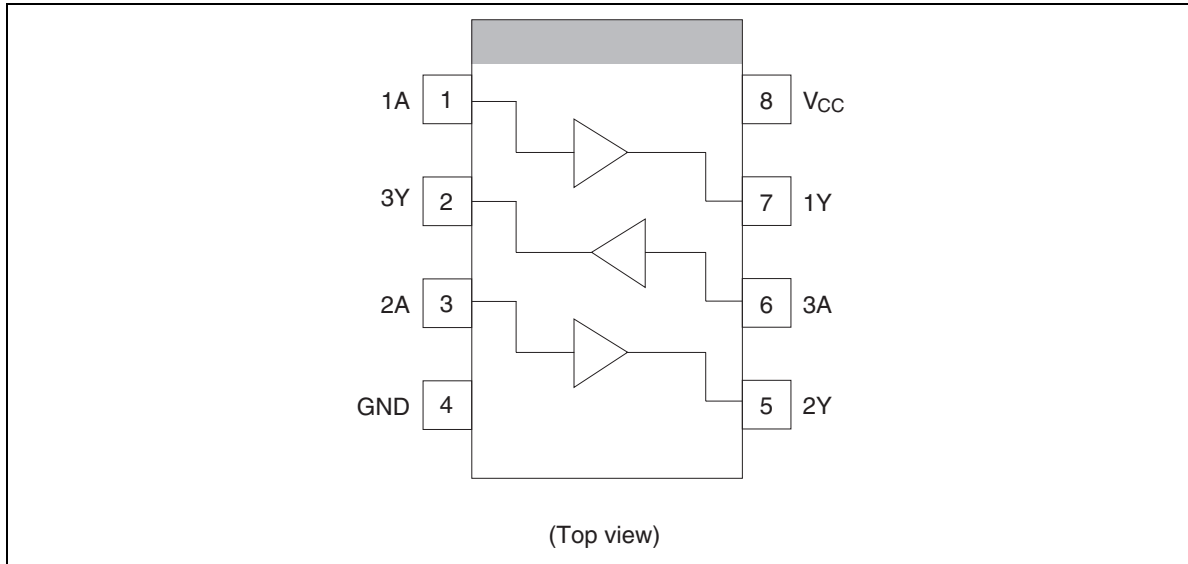 1A 1 8 VCC
3Y 2 7 1Y
2A 3 6 3A
GND 4 5 2Y
(Top view)